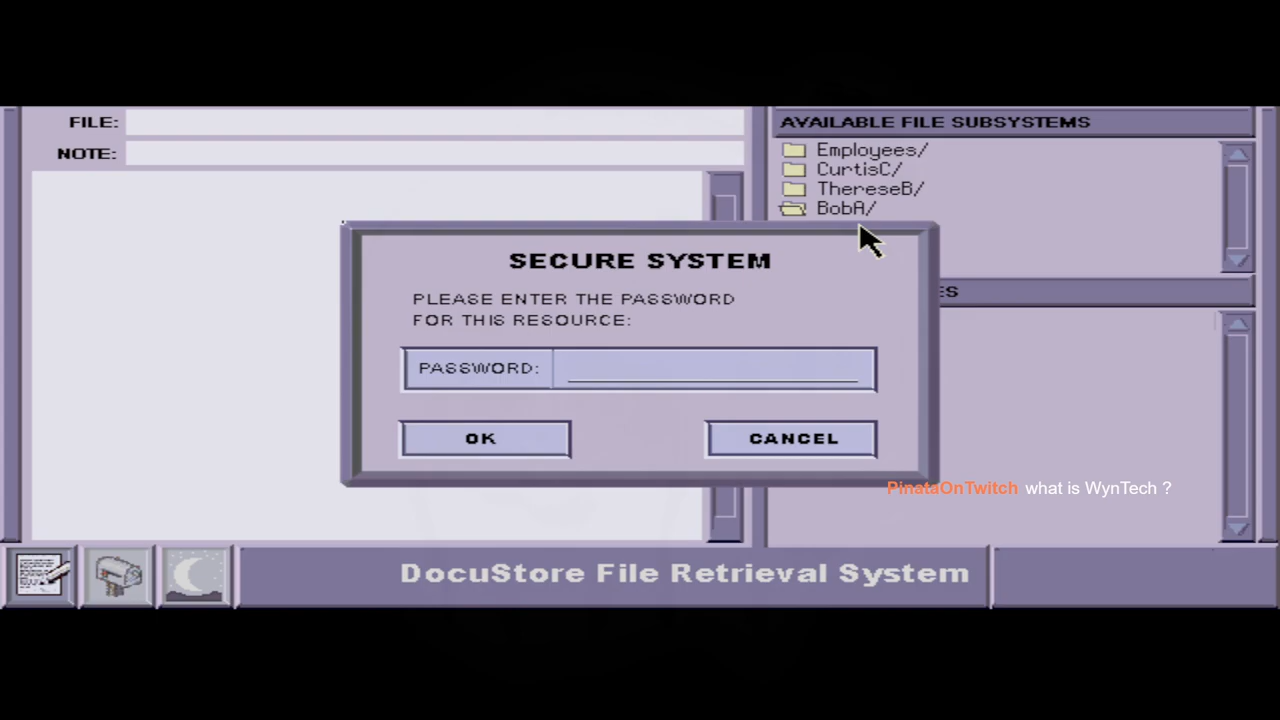 FILE:
NOTE:
AVAILABLE FILE SUBSYSTEMS
Employees/
CurtisC/
ThereseB/
BobA/
ES
SECURE SYSTEM
PLEASE ENTER THE PASSWORD
FOR THIS RESOURCE:
PASSWORD:
OK
CANCEL
PinataOnTwitch what is WynTech ?
DocuStore File Retrieval System